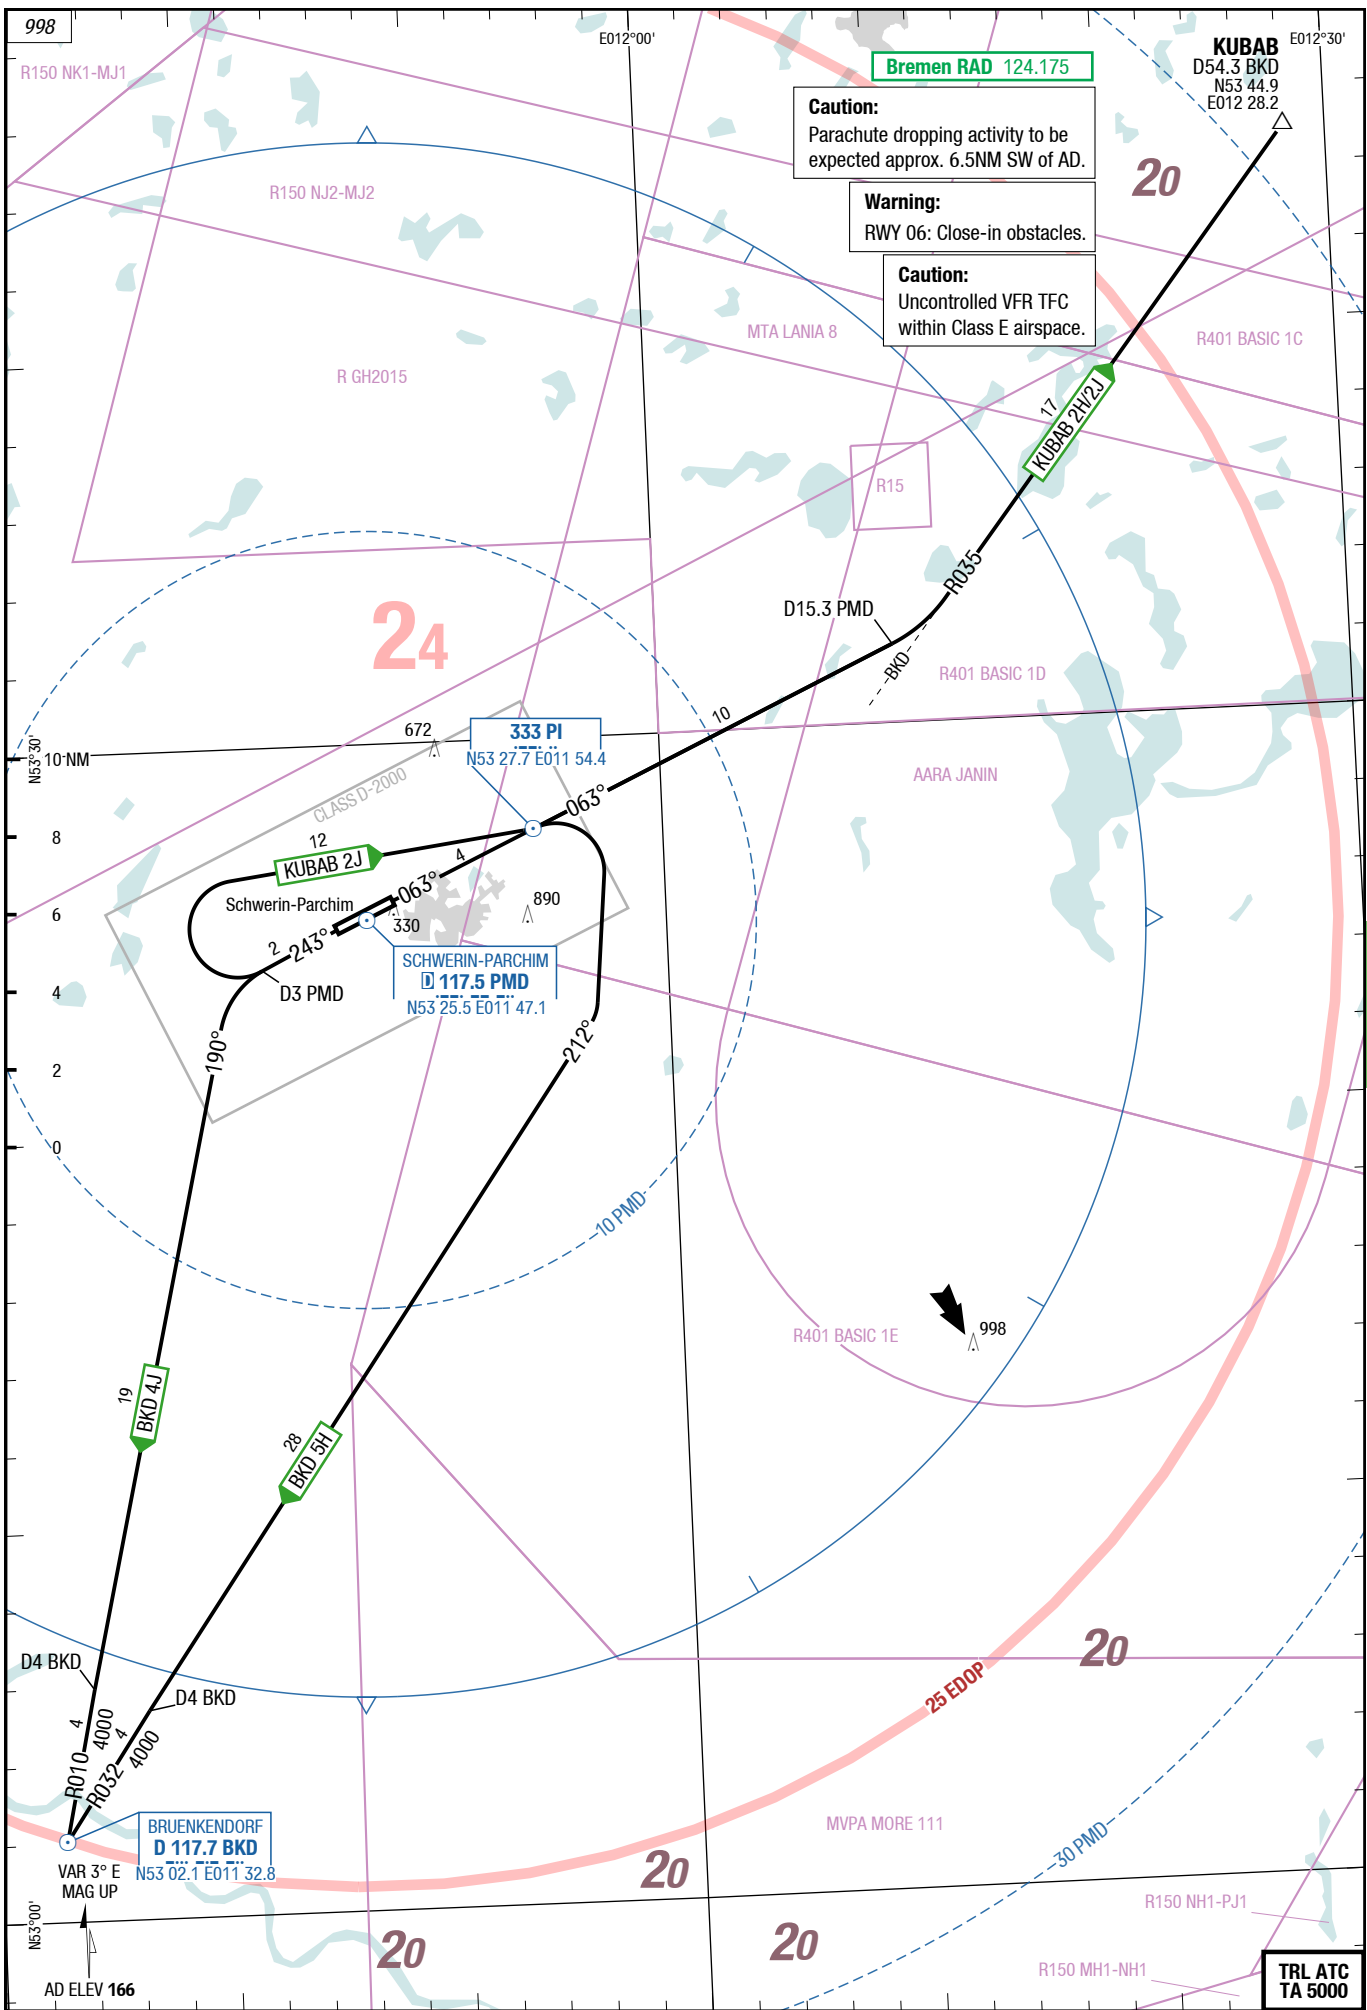 998
E012°00'
E012°30'
KUBAB
D54.3 BKD
N53 44.9
E012 28.2
R150 NK1-MJ1
Bremen RAD 124.175
Caution:
Parachute dropping activity to be
expected approx. 6.5NM SW of AD.
20
R150 NJ2-MJ2
Warning:
RWY 06: Close-in obstacles.
Caution:
Uncontrolled VFR TFC
within Class E airspace.
MTA LANIA 8
R401 BASIC 1C
R GH2015
17
KUBAB 2H/2J
R15
R035
D15.3 PMD
24
BKD
R401 BASIC 1D
10
672
333 PI
N53 27.7 E011 54.4
N53°30'
10 NM
AARA JANIN
CLASS D-2000
063°
8
12
KUBAB 2J
4
063°
Schwerin-Parchim
890
6
330
2
243°
SCHWERIN-PARCHIM
D 117.5 PMD
N53 25.5 E011 47.1
D3 PMD
4
190°
212°
2
0
10 PMD
998
R401 BASIC 1E
19
BKD 4J
28
BKD 5H
D4 BKD
D4 BKD
20
25 EDOP
4
4000
4
4000
R010
R032
BRUENKENDORF
D 117.7 BKD
N53 02.1 E011 32.8
MVPA MORE 111
30 PMD
20
VAR 3° E
MAG UP
R150 NH1-PJ1
N53°00'
20
20
R150 MH1-NH1
AD ELEV 166
TRL ATC
TA 5000